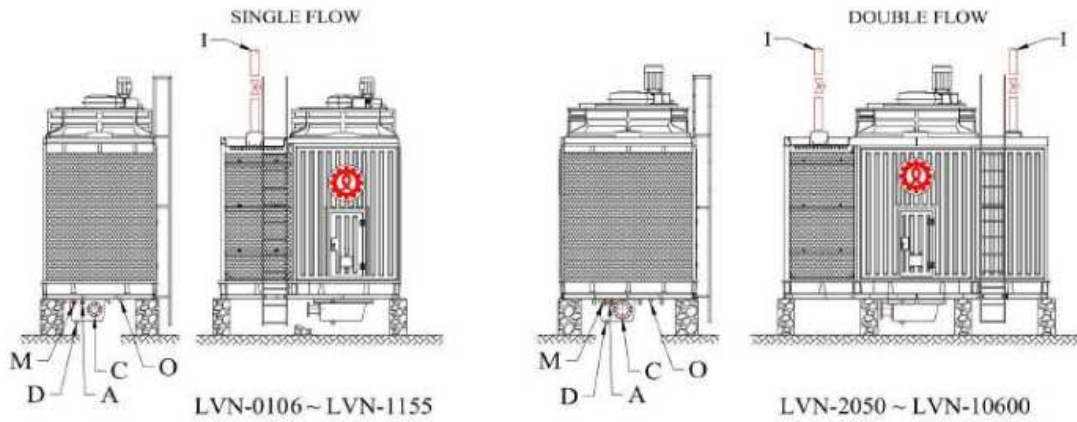 SINGLE FLOW
DOUBLE FLOW
I
I
I
M
D
A
C
O
M
D
A
C
O
LVN-0106 ~ LVN-1155
LVN-2050 ~ LVN-10600